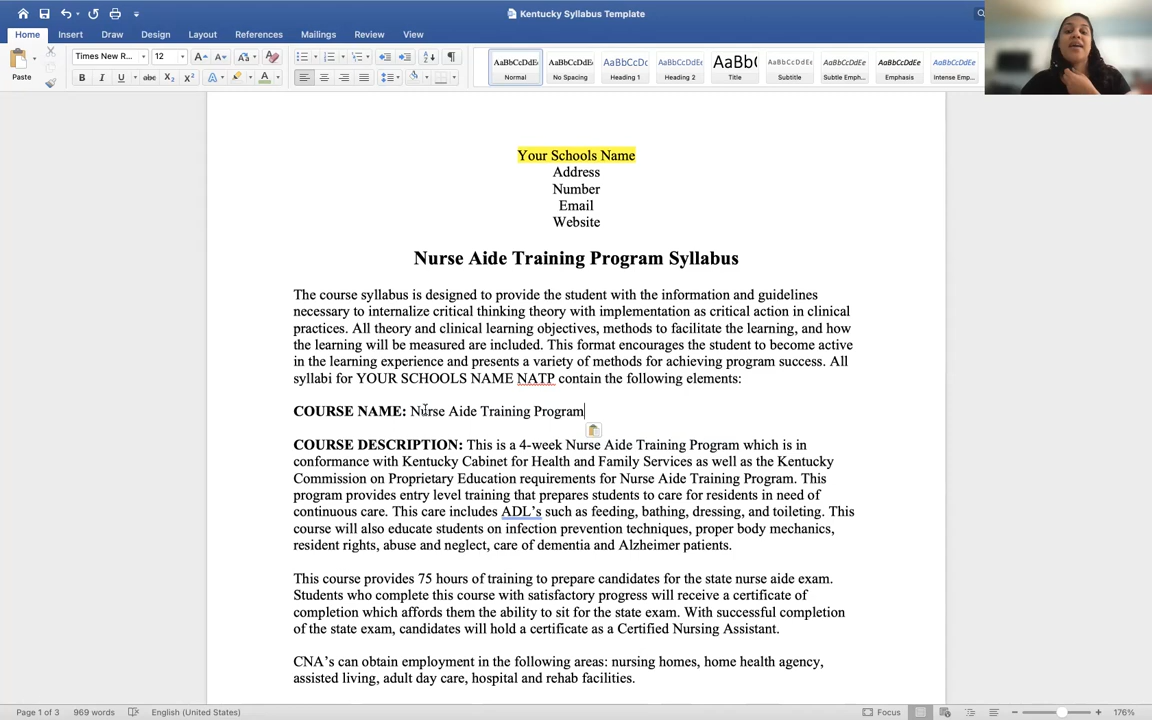 Kentucky Syllabus Template
Home Insert Draw Design Layout References Mailings Review View
Paste
Times New R... 12
AaBbCcDdE AaBbCcDdE AaBbCcDc AaBbCcDdE AaBb( AaBbCcDdEe AaBbCcDdEe AaBbCcDdEe AaBbCcDdEe
Normal No Spacing Heading 1 Heading 2 Title Subtitle Subtle Emph... Emphasis Intense Emp...
Your Schools Name
Address
Number
Email
Website
Nurse Aide Training Program Syllabus
The course syllabus is designed to provide the student with the information and guidelines
necessary to internalize critical thinking theory with implementation as critical action in clinical
practices. All theory and clinical learning objectives, methods to facilitate the learning, and how
the learning will be measured are included. This format encourages the student to become active
in the learning experience and presents a variety of methods for achieving program success. All
syllabi for YOUR SCHOOLS NAME NATP contain the following elements:
COURSE NAME: Nurse Aide Training Program
COURSE DESCRIPTION: This is a 4-week Nurse Aide Training Program which is in
conformance with Kentucky Cabinet for Health and Family Services as well as the Kentucky
Commission on Proprietary Education requirements for Nurse Aide Training Program. This
program provides entry level training that prepares students to care for residents in need of
continuous care. This care includes ADL's such as feeding, bathing, dressing, and toileting. This
course will also educate students on infection prevention techniques, proper body mechanics,
resident rights, abuse and neglect, care of dementia and Alzheimer patients.
This course provides 75 hours of training to prepare candidates for the state nurse aide exam.
Students who complete this course with satisfactory progress will receive a certificate of
completion which affords them the ability to sit for the state exam. With successful completion
of the state exam, candidates will hold a certificate as a Certified Nursing Assistant.
CNA's can obtain employment in the following areas: nursing homes, home health agency,
assisted living, adult day care, hospital and rehab facilities.
Page 1 of 3 969 words English (United States) Focus 176%